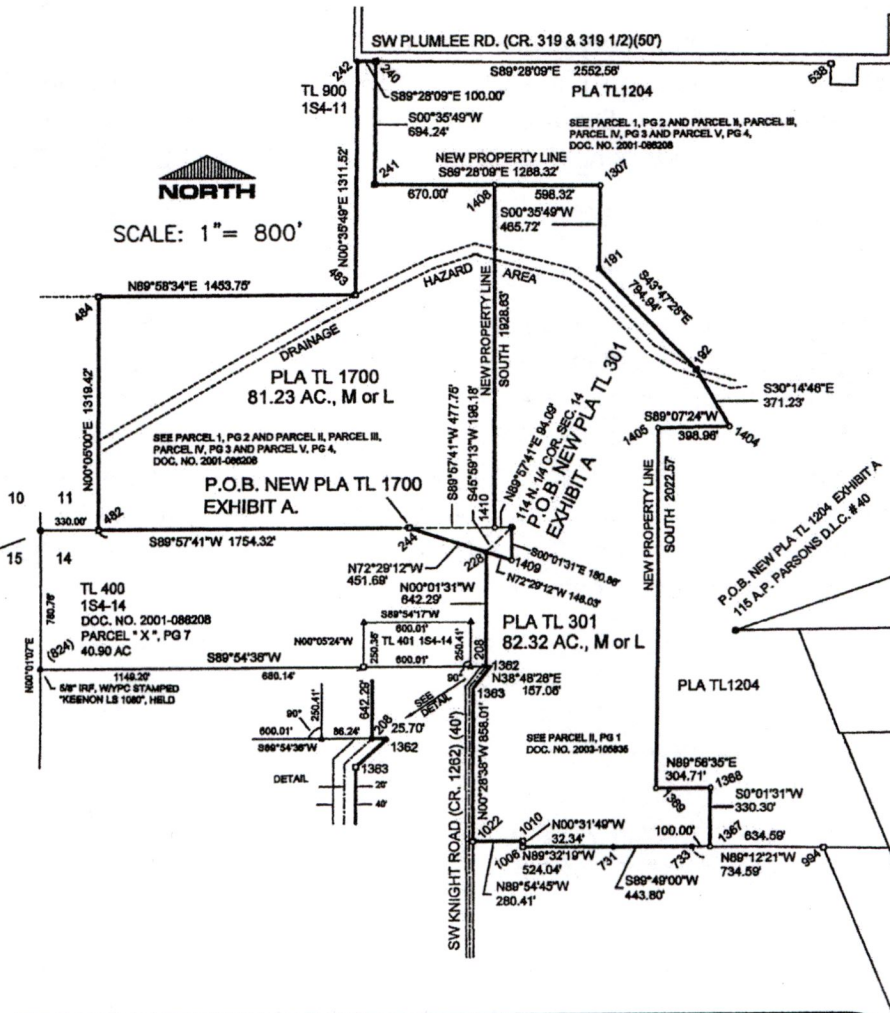 SW PLUMLEE RD. (CR. 319 & 319 1/2)(50')
242
240
S89°28'09"E 2552.56'
538
TL 900
1S4-11
S89°28'09"E 100.00'
PLA TL1204
S00°35'49"W
694.24'
SEE PARCEL 1, PG 2 AND PARCEL II, PARCEL III,
PARCEL IV, PG 3 AND PARCEL V, PG 4,
DOC. NO. 2001-086208
NORTH
SCALE: 1"= 800'
N00°35'49"E 1311.52'
241
NEW PROPERTY LINE
S89°28'09"E 1268.32'
1307
670.00'
1408
598.32'
S00°35'49"W
465.72'
191
483
N89°58'34"E 1453.75'
484
DRAINAGE
HAZARD
AREA
S43°47'28"E
794.94'
NEW PROPERTY LINE
SOUTH 1928.63'
192
S30°14'46"E
371.23'
N00°05'00"E 1319.42'
PLA TL 1700
81.23 AC., M or L
S89°07'24"W
1405
398.96'
1404
SEE PARCEL 1, PG 2 AND PARCEL II, PARCEL III,
PARCEL IV, PG 3 AND PARCEL V, PG 4,
DOC. NO. 2001-086208
S89°57'41"W 477.75'
S45°59'13"W 196.18'
N89°57'41"E 94.09'
114 N. 1/4 COR. SEC. 14
P.O.B. NEW PLA TL 301
EXHIBIT A
P.O.B. NEW PLA TL 1700
EXHIBIT A.
1410
10
11
330.00'
482
15
14
S89°57'41"W 1754.32'
244
N72°29'12"W
451.69'
228
S00°01'31"E 180.86'
1409
N72°29'12"W 148.03'
NEW PROPERTY LINE
SOUTH 2022.57'
P.O.B. NEW PLA TL 1204 EXHIBIT A
115 A.P. PARSONS D.L.C. # 40
780.76'
N00°01'07"E
(824)
TL 400
1S4-14
DOC. NO. 2001-086208
PARCEL " X ", PG 7
40.90 AC
N00°01'31"W
642.29'
S89°54'17"W
600.01'
N00°05'24"W
250.36'
TL 401 1S4-14
250.41'
208
PLA TL 301
82.32 AC., M or L
S89°54'36"W
1149.20'
680.14'
600.01'
90°
1362
N38°48'28"E
157.06'
1363
5/8" IRF, W/YPC STAMPED
"KEENON LS 1080", HELD
PLA TL1204
SEE
DETAIL
90°
250.41'
642.29'
208
25.70'
600.01'
86.24'
S89°54'36"W
1362
1363
DETAIL
20'
40'
SW KNIGHT ROAD (CR. 1262) (40')
N00°28'38"W 858.01'
SEE PARCEL II, PG 1
DOC. NO. 2003-106835
N89°56'35"E
304.71'
1368
1369
S0°01'31"W
330.30'
1022
1010
N00°31'49"W
32.34'
1006
N89°32'19"W
524.04'
731
733
100.00'
1367
634.59'
N89°12'21"W
734.59'
994
N89°54'45"W
280.41'
S89°49'00"W
443.80'